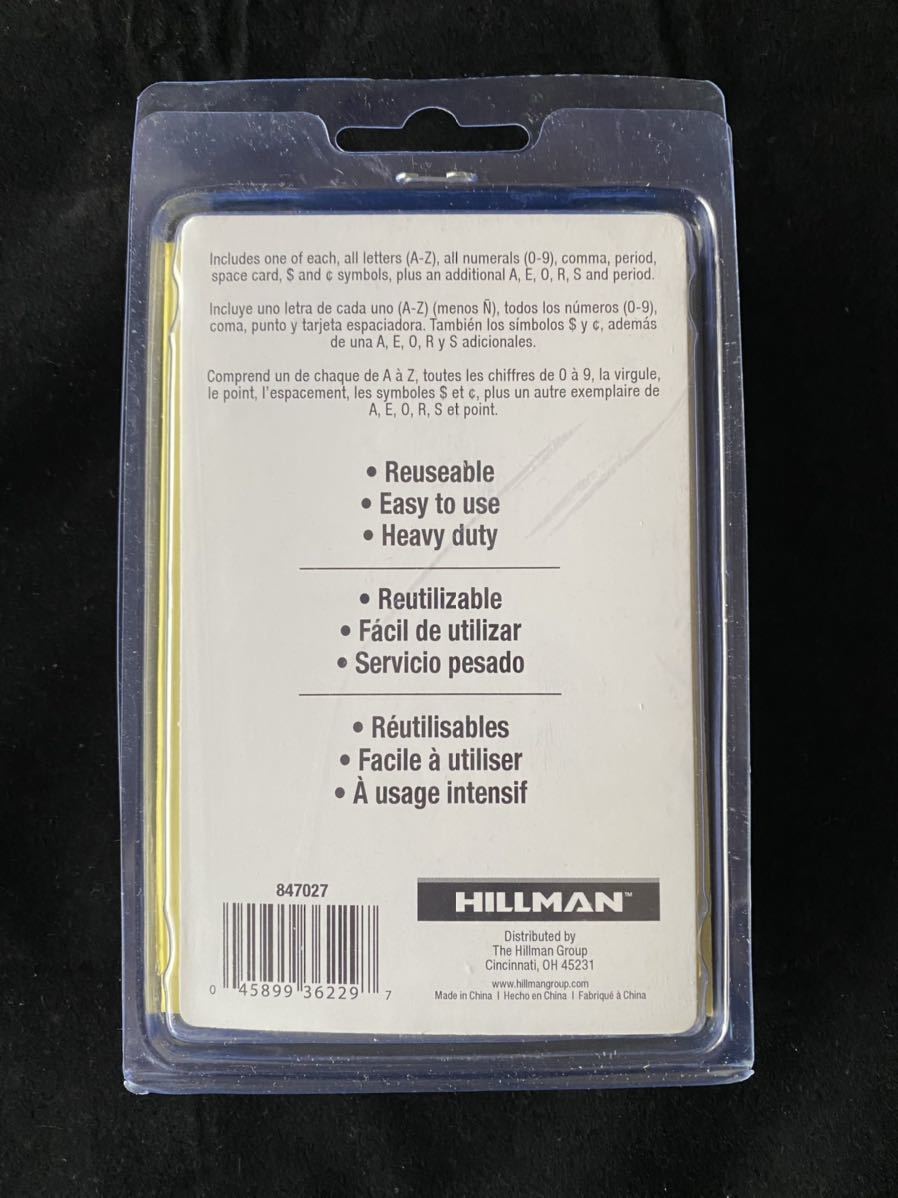 Includes one of each, all letters (A-Z), all numerals (0-9), comma, period,
space card, $ and ¢ symbols, plus an additional A, E, O, R, S and period.
Incluye uno letra de cada uno (A-Z) (menos Ñ), todos los números (0-9),
coma, punto y tarjeta espaciadora. También los símbolos $ y ¢, además
de una A, E, O, R y S adicionales.
Comprend un de chaque de A à Z, toutes les chiffres de 0 à 9, la virgule,
le point, l'espacement, les symboles $ et ¢, plus un autre exemplaire de
A, E, O, R, S et point.
• Reuseable
• Easy to use
• Heavy duty
• Reutilizable
• Fácil de utilizar
• Servicio pesado
• Réutilisables
• Facile à utiliser
• À usage intensif
847027
0 45899 36229 7
HILLMAN™
Distributed by
The Hillman Group
Cincinnati, OH 45231
www.hillmangroup.com
Made in China I Hecho en China I Fabriqué à China